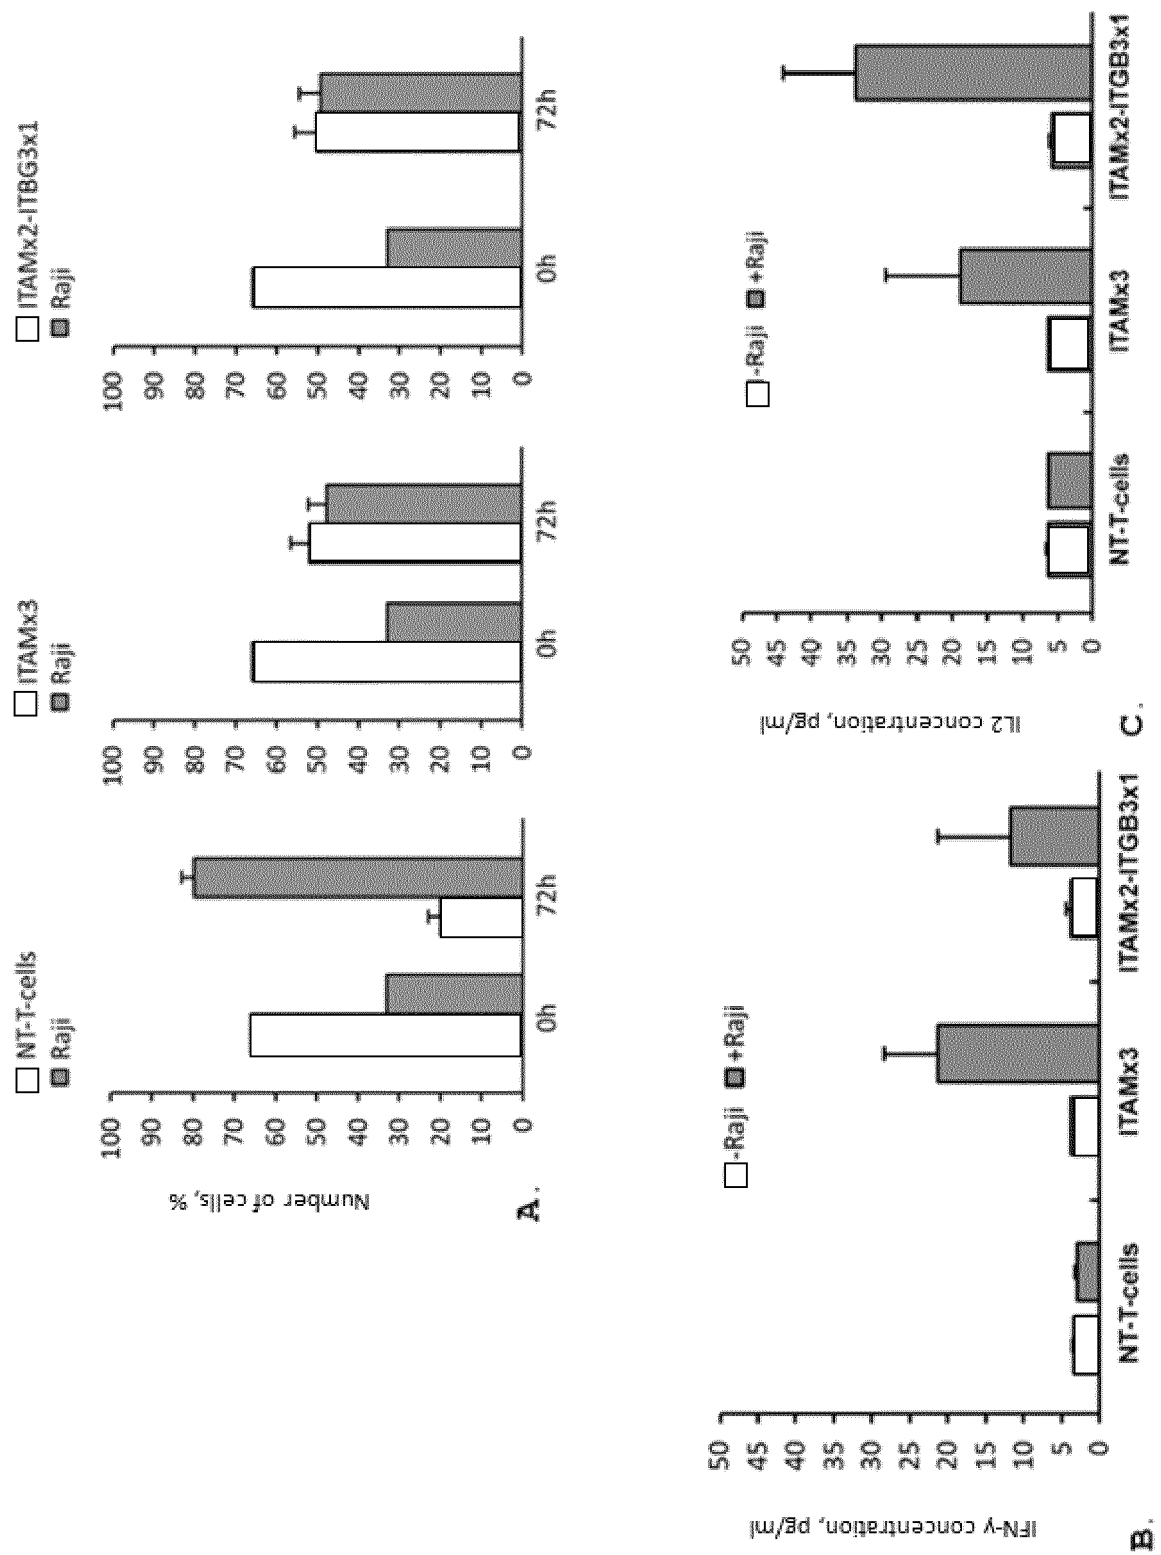 NT-T-cells
Raji
ITAMx3
Raji
ITAMx2-ITBG3x1
Raji
Number of cells, %
100
90
80
70
60
50
40
30
20
10
0
0h
72h
100
90
80
70
60
50
40
30
20
10
0
0h
72h
100
90
80
70
60
50
40
30
20
10
0
0h
72h
A.
-Raji +Raji
IFN-γ concentration, pg/ml
50
45
40
35
30
25
20
15
10
5
0
NT-T-cells
ITAMx3
ITAMx2-ITGB3x1
B.
-Raji +Raji
IL2 concentration, pg/ml
50
45
40
35
30
25
20
15
10
5
0
NT-T-cells
ITAMx3
ITAMx2-ITGB3x1
C.